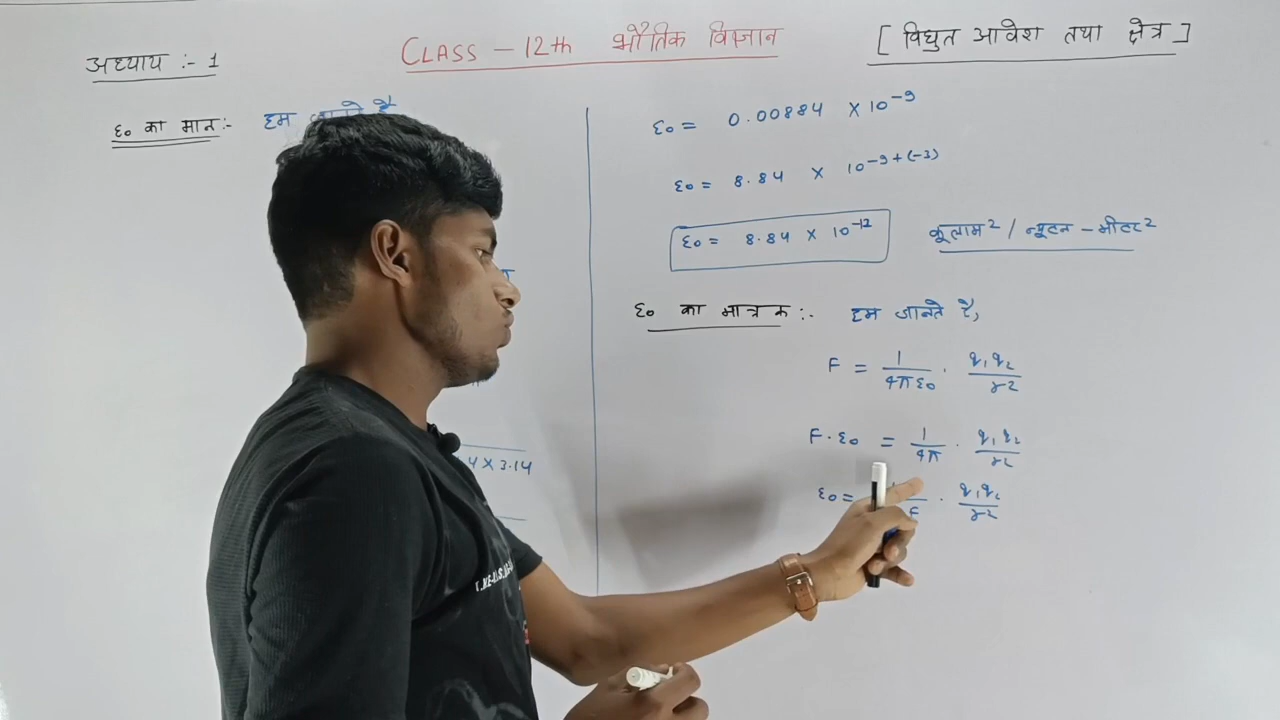 CLASS – 12th भौतिक विज्ञान
[ विद्युत आवेश तथा क्षेत्र ]
अध्याय :- 1
ε₀ का मान :- हम जानते है
4 × 3.14
ε₀ = 0.00884 × 10⁻⁹
ε₀ = 8.84 × 10⁻⁹⁺⁽⁻³⁾
ε₀ = 8.84 × 10⁻¹² कूलाम² / न्यूटन – मीटर²
ε₀ का मात्रक :- हम जानते है,
F = 1/4πε₀ · q₁q₂/r²
F · ε₀ = 1/4π · q₁q₂/r²
ε₀ = F · q₁q₂/r²